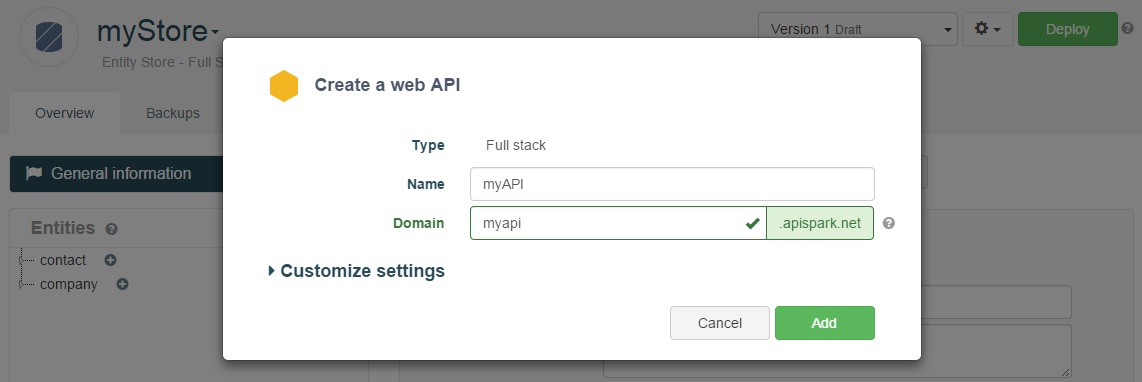 myStore
Version 1 Draft
Deploy
Entity Store - Full S
Create a web API
Overview
Backups
Type
Full stack
General information
Name
myAPI
Domain
myapi
.apispark.net
Entities
contact
Customize settings
company
Cancel
Add